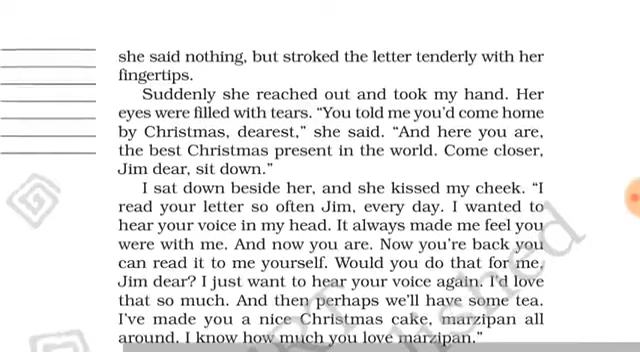 she said nothing, but stroked the letter tenderly with her
fingertips.
Suddenly she reached out and took my hand. Her
eyes were filled with tears. “You told me you’d come home
by Christmas, dearest,” she said. “And here you are,
the best Christmas present in the world. Come closer,
Jim dear, sit down.”
I sat down beside her, and she kissed my cheek. “I
read your letter so often Jim, every day. I wanted to
hear your voice in my head. It always made me feel you
were with me. And now you are. Now you’re back you
can read it to me yourself. Would you do that for me,
Jim dear? I just want to hear your voice again. I’d love
that so much. And then perhaps we’ll have some tea.
I’ve made you a nice Christmas cake, marzipan all
around. I know how much you love marzipan.”